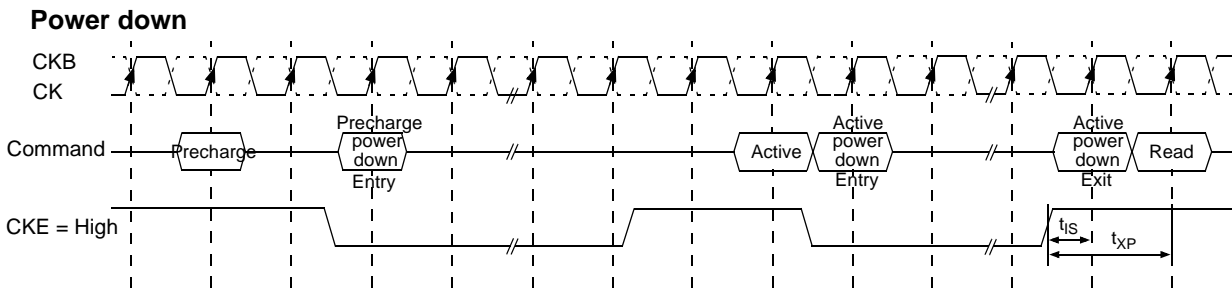 Power down
CKB
CK
Command
Precharge
Precharge
power
down
Entry
Active
Active
power
down
Entry
Active
power
down
Exit
Read
CKE = High
tIS
tXP